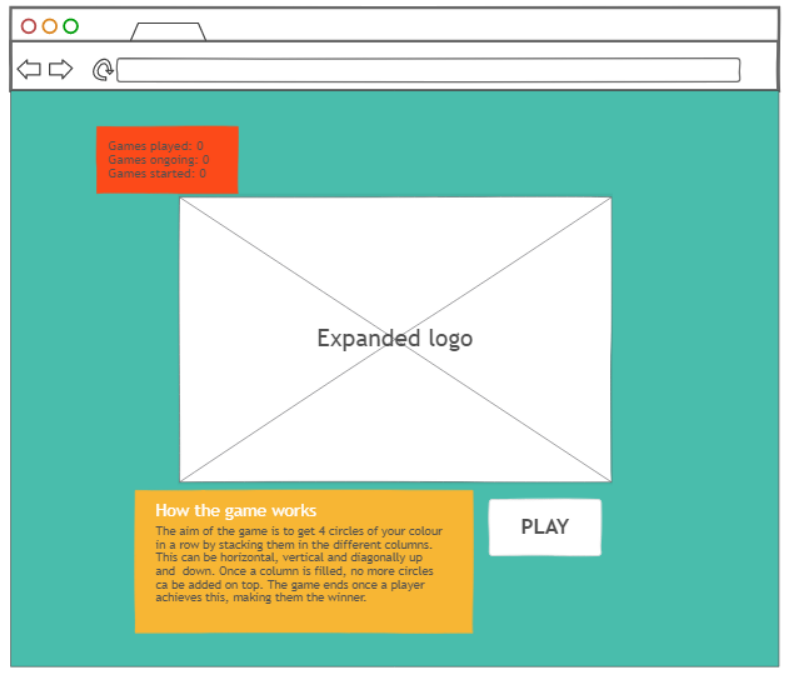 Games played: 0
Games ongoing: 0
Games started: 0
Expanded logo
How the game works
The aim of the game is to get 4 circles of your colour
in a row by stacking them in the different columns.
This can be horizontal, vertical and diagonally up
and  down. Once a column is filled, no more circles
ca be added on top. The game ends once a player
achieves this, making them the winner.
PLAY